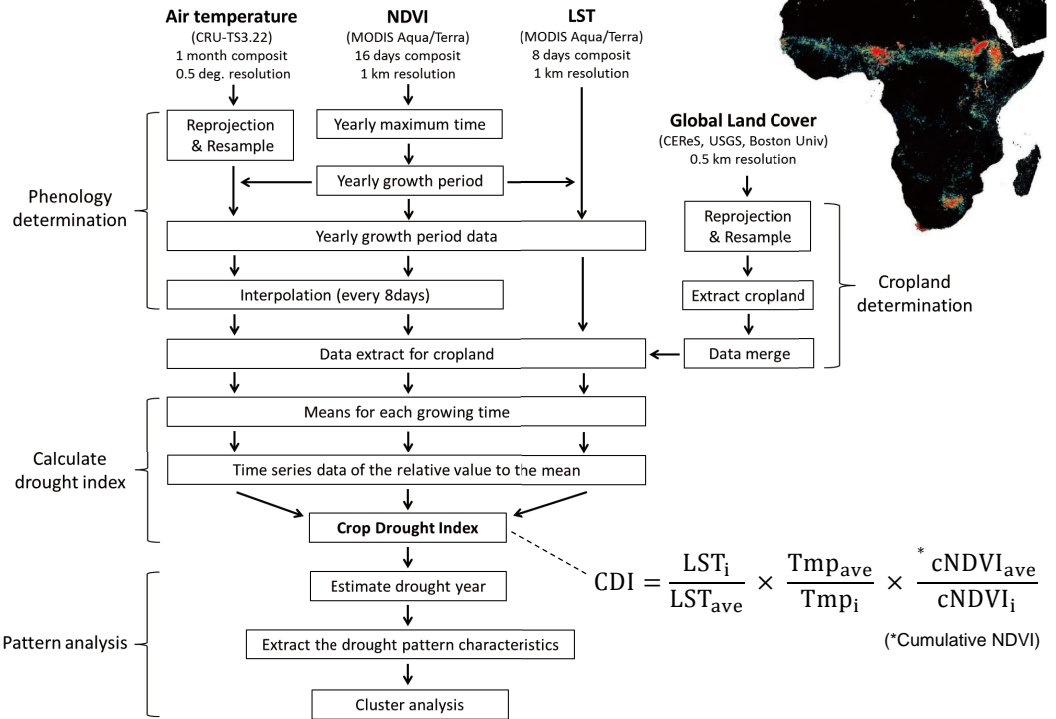 Air temperature
(CRU-TS3.22)
1 month composit
0.5 deg. resolution
NDVI
(MODIS Aqua/Terra)
16 days composit
1 km resolution
LST
(MODIS Aqua/Terra)
8 days composit
1 km resolution
Global Land Cover
(CEReS, USGS, Boston Univ)
0.5 km resolution
Phenology
determination
Reprojection
& Resample
Yearly maximum time
Yearly growth period
Yearly growth period data
Interpolation (every 8days)
Reprojection
& Resample
Extract cropland
Data merge
Cropland
determination
Data extract for cropland
Calculate
drought index
Means for each growing time
Time series data of the relative value to the mean
Crop Drought Index
CDI = LSTi / LSTave × Tmpave / Tmpi × * cNDVIave / cNDVIi
(*Cumulative NDVI)
Pattern analysis
Estimate drought year
Extract the drought pattern characteristics
Cluster analysis